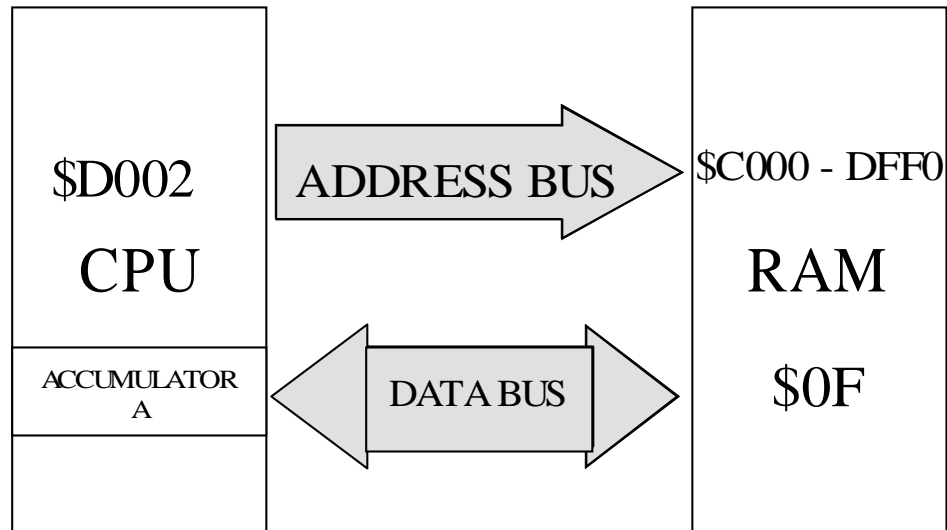 $D002
CPU
ACCUMULATOR
A
ADDRESS BUS
DATA BUS
$C000 - DFF0
RAM
$0F